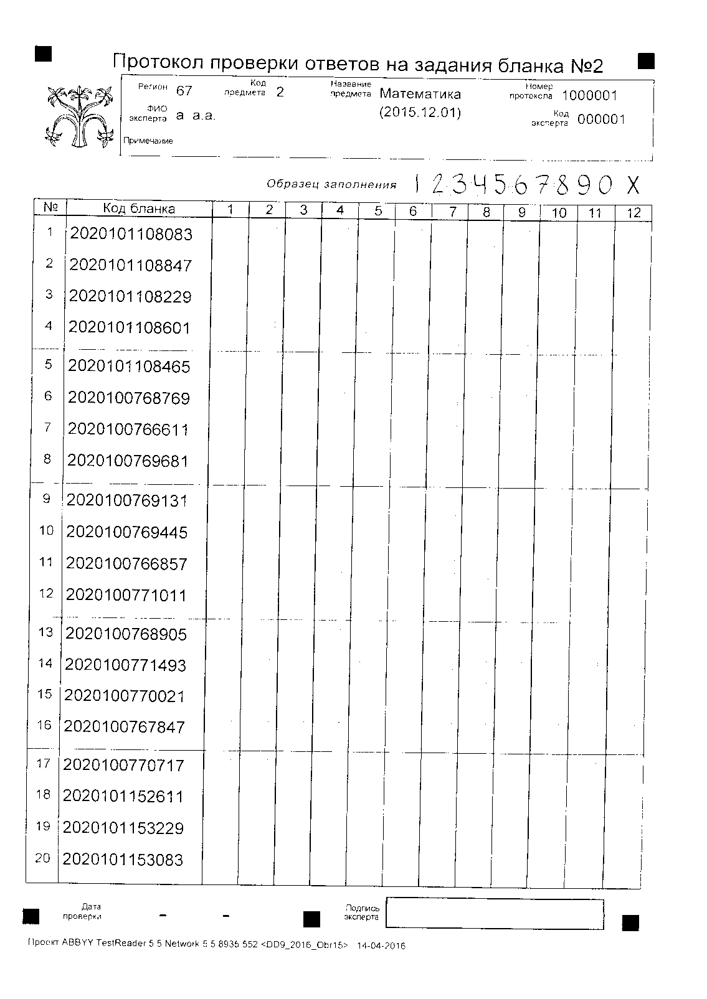 Протокол проверки ответов на задания бланка №2
Регион 67 Код предмета 2 Название предмета Математика (2015.12.01) Номер протокола 1000001
ФИО эксперта а а.а. Код эксперта 000001
Примечание
Образец заполнения 1 2 3 4 5 6 7 8 9 0 X
№ Код бланка 1 2 3 4 5 6 7 8 9 10 11 12
1 2020101108083
2 2020101108847
3 2020101108229
4 2020101108601
5 2020101108465
6 2020100768769
7 2020100766611
8 2020100769681
9 2020100769131
10 2020100769445
11 2020100766857
12 2020100771011
13 2020100768905
14 2020100771493
15 2020100770021
16 2020100767847
17 2020100770717
18 2020101152611
19 2020101153229
20 2020101153083
Дата проверки - - Подпись эксперта
Проект ABBYY TestReader 5 5 Network 5 5 8936 552 <DD9_2016_Obr15> 14-04-2016